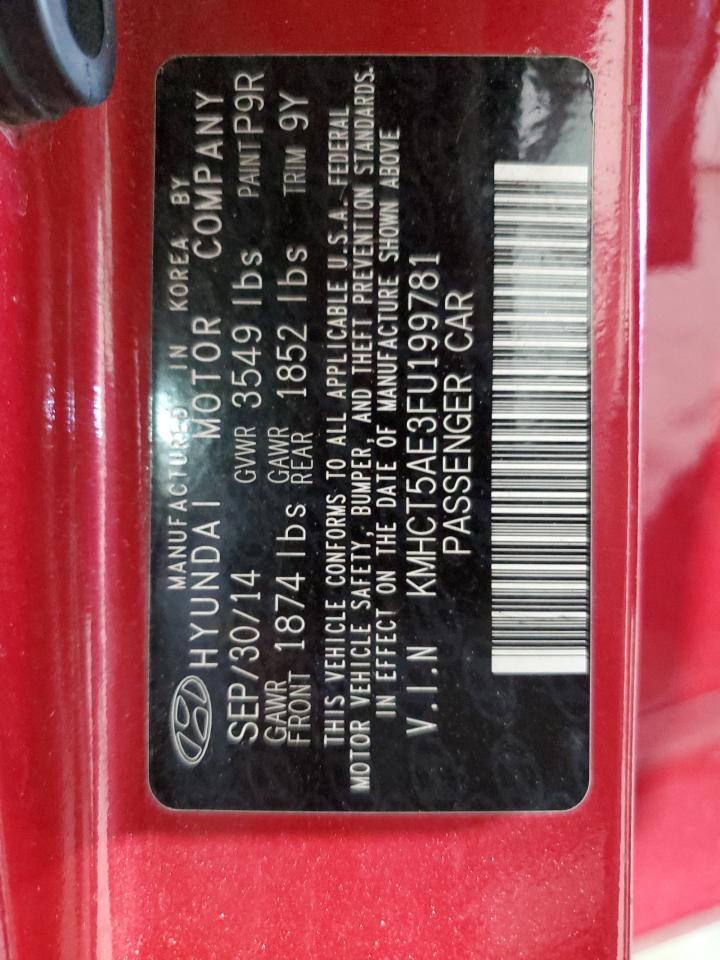 MANUFACTURED IN KOREA BY
HYUNDAI MOTOR COMPANY
SEP/30/14 GVWR 3549 lbs PAINT P9R
GAWR FRONT 1874 lbs GAWR REAR 1852 lbs TRIM 9Y
THIS VEHICLE CONFORMS TO ALL APPLICABLE U.S.A. FEDERAL
MOTOR VEHICLE SAFETY, BUMPER, AND THEFT PREVENTION STANDARDS.
IN EFFECT ON THE DATE OF MANUFACTURE SHOWN ABOVE
V.I.N KMHCT5AE3FU199781
PASSENGER CAR